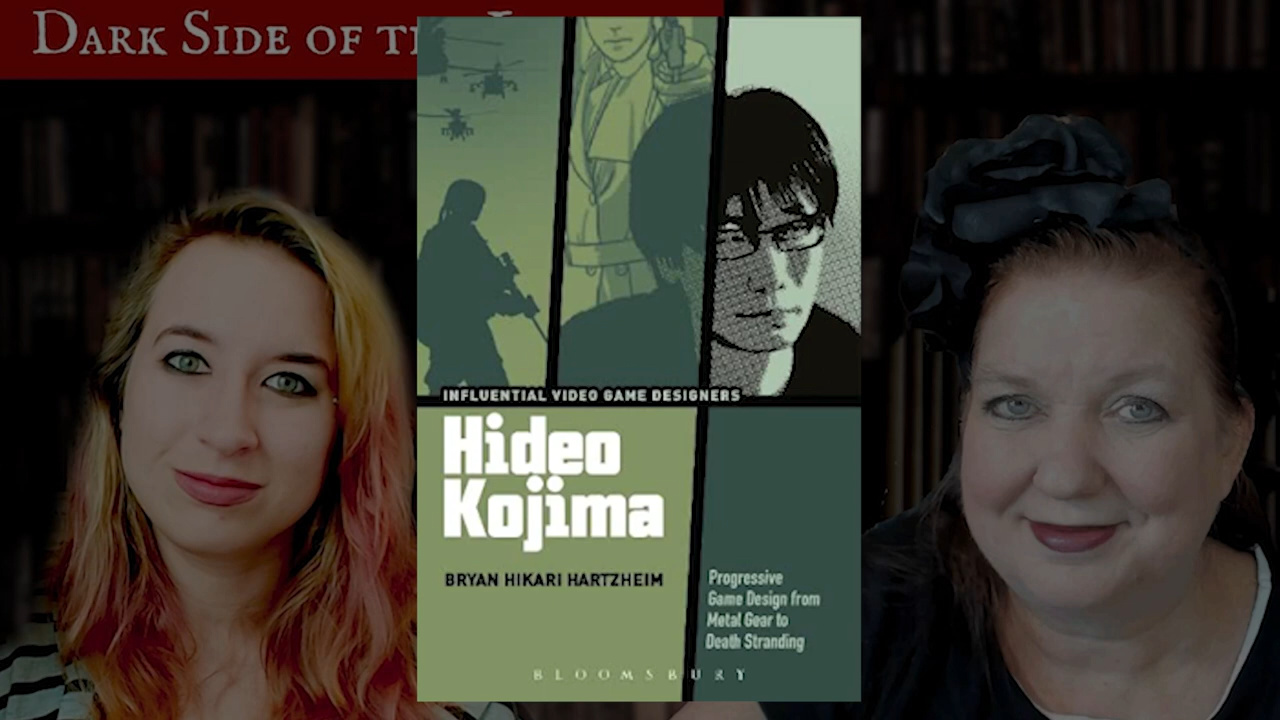 DARK SIDE OF
INFLUENTIAL VIDEO GAME DESIGNERS
Hideo
Kojima
BRYAN HIKARI HARTZHEIM
Progressive
Game Design from
Metal Gear to
Death Stranding
BLOOMSBURY